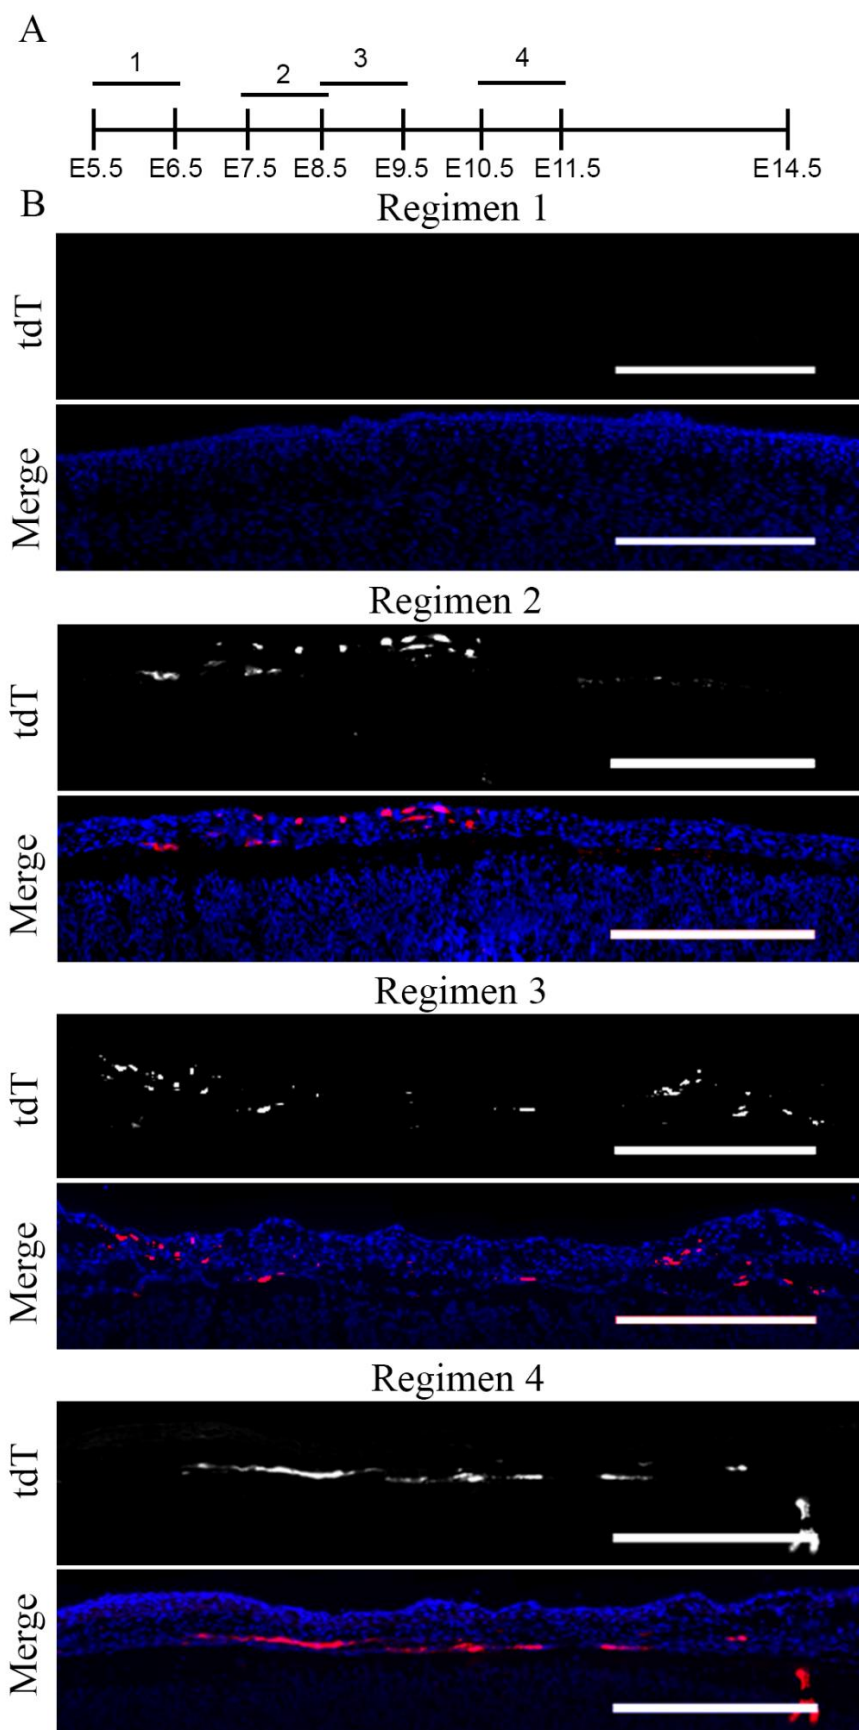 A
1 2 3 4
E5.5 E6.5 E7.5 E8.5 E9.5 E10.5 E11.5 E14.5
B
Regimen 1
tdT
Merge
Regimen 2
tdT
Merge
Regimen 3
tdT
Merge
Regimen 4
tdT
Merge